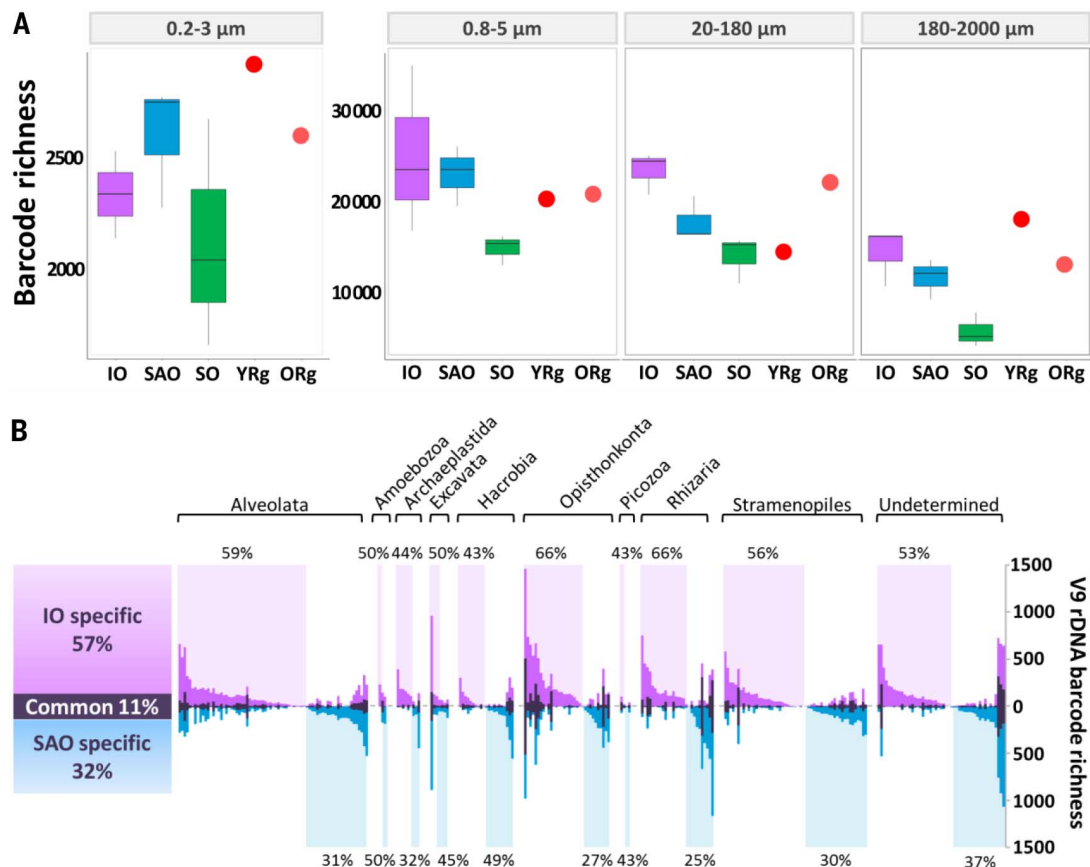 A
0.2-3 μm
0.8-5 μm
20-180 μm
180-2000 μm
Barcode richness
2500
2000
30000
20000
10000
IO SAO SO YRg ORg
IO SAO SO YRg ORg
IO SAO SO YRg ORg
IO SAO SO YRg ORg
B
Alveolata
Amoebozoa
Archaeplastida
Excavata
Hacrobia
Opisthonkonta
Picozoa
Rhizaria
Stramenopiles
Undetermined
59% 50% 44% 50% 43% 66% 43% 66% 56% 53%
IO specific
57%
Common 11%
SAO specific
32%
1500
1000
500
0
500
1000
1500
V9 rDNA barcode richness
31% 50% 32% 45% 49% 27% 43% 25% 30% 37%